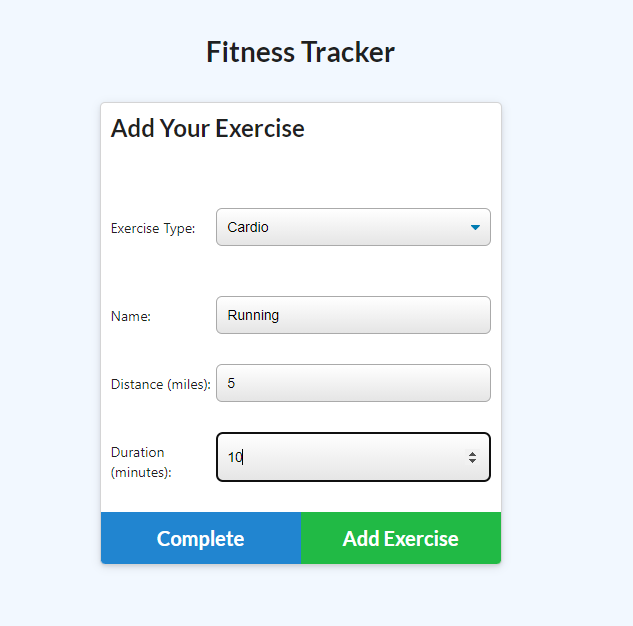 Fitness Tracker
Add Your Exercise
Exercise Type: Cardio
Name: Running
Distance (miles): 5
Duration
(minutes): 10
Complete Add Exercise